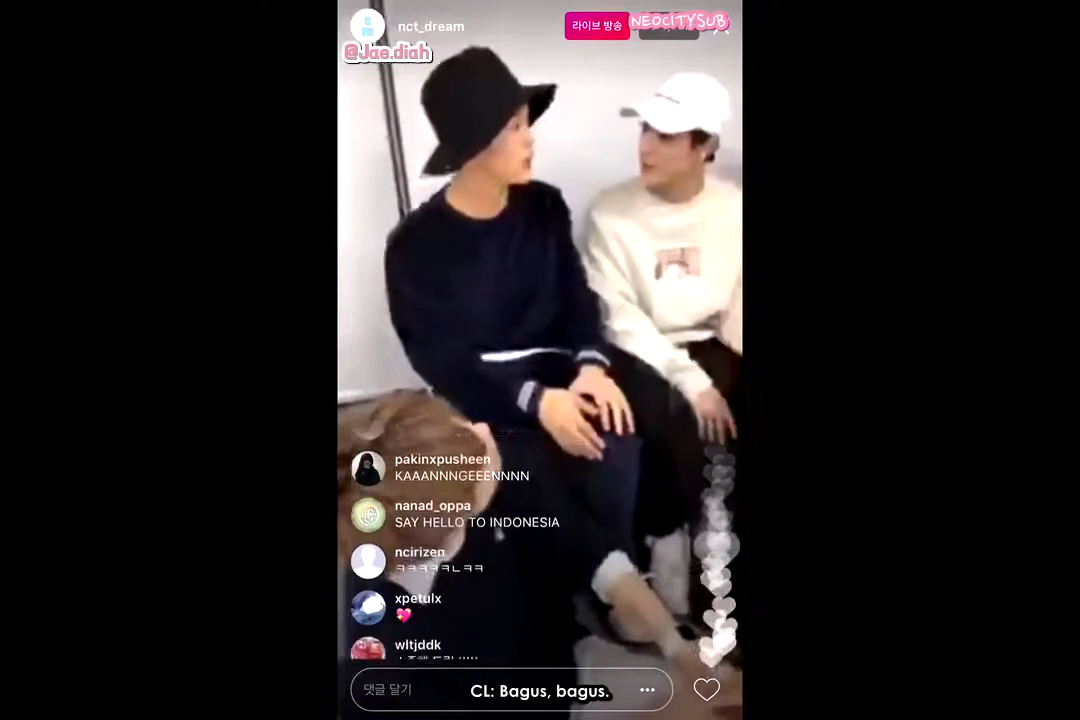 nct_dream
라이브 방송
NEOCITYSUB
@Jae.diah
pakinxpusheen
KAAANNNGEEENNNN
nanad_oppa
SAY HELLO TO INDONESIA
ncirizen
ㅋㅋㅋㅋㅋㄴㅋㅋ
xpetulx
wltjddk
댓글 달기
CL: Bagus, bagus.